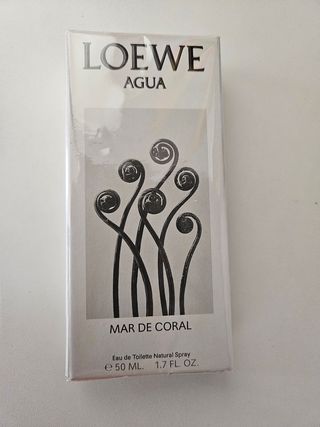 LOEWE
AGUA
MAR DE CORAL
Eau de Toilette Natural Spray
℮ 50 ML. 1.7 FL. OZ.